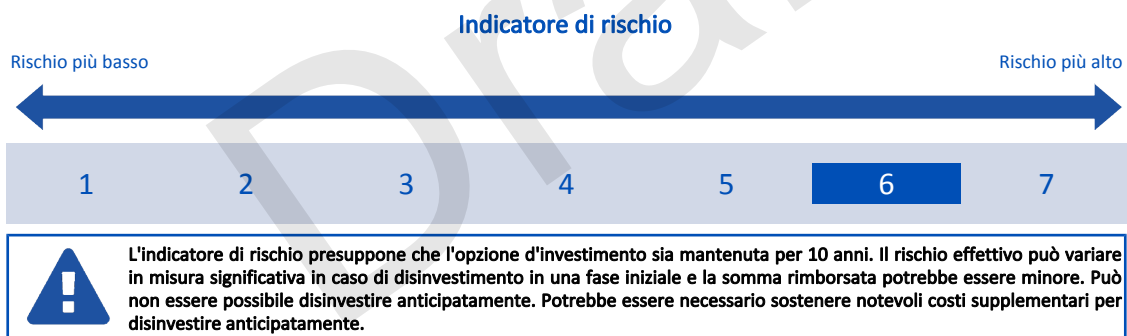 Indicatore di rischio
Rischio più basso
Rischio più alto
1 2 3 4 5 6 7
L'indicatore di rischio presuppone che l'opzione d'investimento sia mantenuta per 10 anni. Il rischio effettivo può variare
in misura significativa in caso di disinvestimento in una fase iniziale e la somma rimborsata potrebbe essere minore. Può
non essere possibile disinvestire anticipatamente. Potrebbe essere necessario sostenere notevoli costi supplementari per
disinvestire anticipatamente.